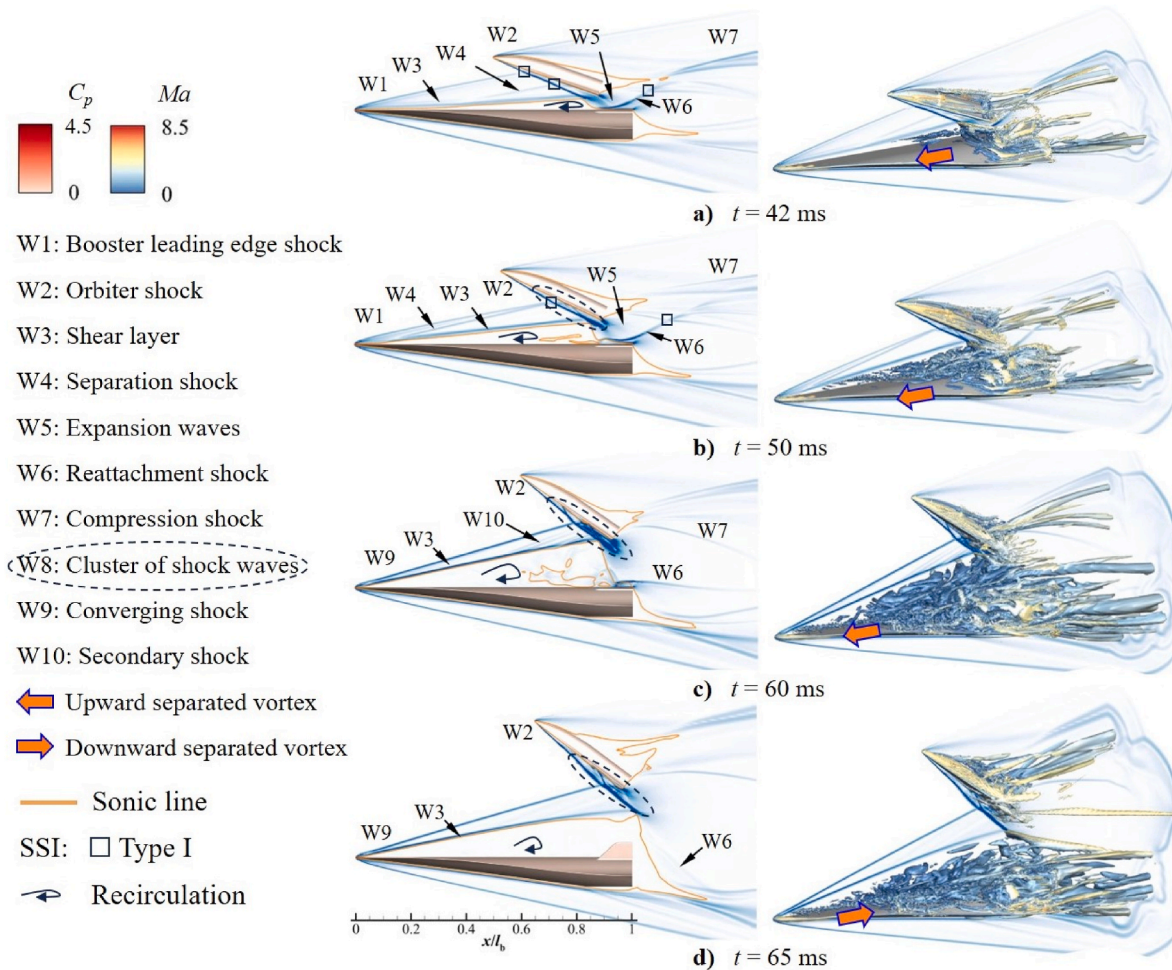 C_p
Ma
4.5
8.5
0
0
W1: Booster leading edge shock
W2: Orbiter shock
W3: Shear layer
W4: Separation shock
W5: Expansion waves
W6: Reattachment shock
W7: Compression shock
W8: Cluster of shock waves
W9: Converging shock
W10: Secondary shock
Upward separated vortex
Downward separated vortex
Sonic line
SSI: Type I
Recirculation
W2
W5
W7
W4
W3
W1
W6
a) t = 42 ms
W7
W5
W2
W3
W4
W1
W6
b) t = 50 ms
W2
W10
W7
W3
W9
W6
c) t = 60 ms
W2
W3
W9
W6
0 0.2 0.4 0.6 0.8 1
x/l_b
d) t = 65 ms